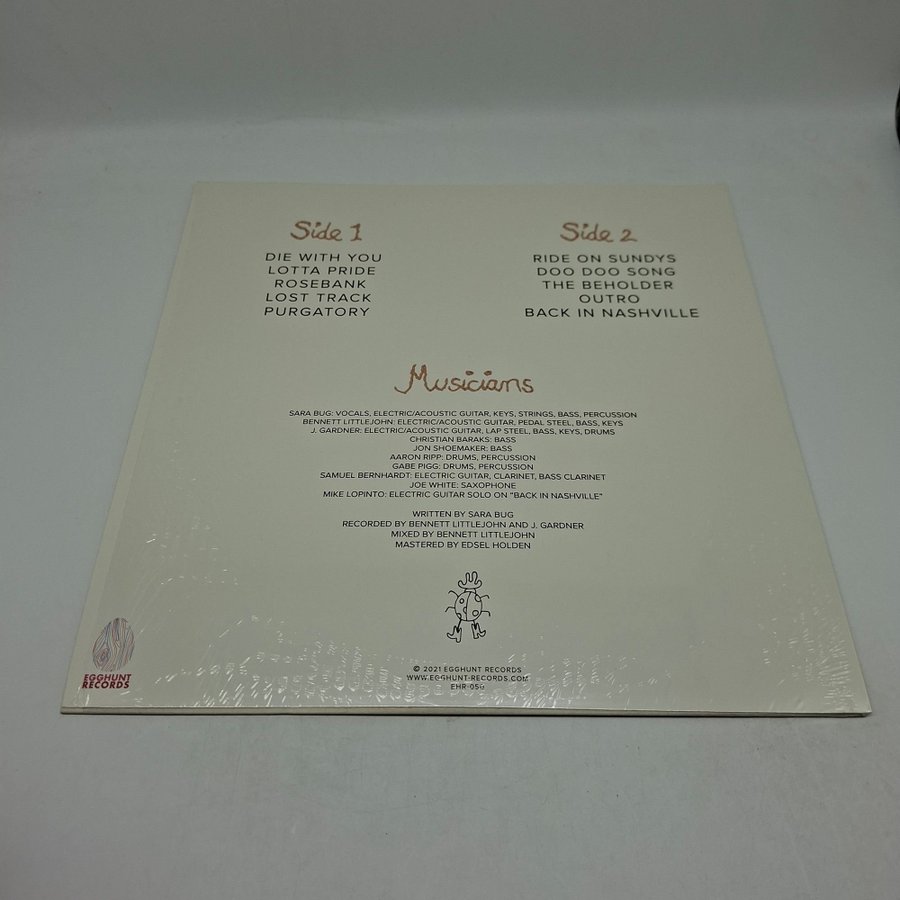 Side 1
DIE WITH YOU
LOTTA PRIDE
ROSEBANK
LOST TRACK
PURGATORY
Side 2
RIDE ON SUNDYS
DOO DOO SONG
THE BEHOLDER
OUTRO
BACK IN NASHVILLE
Musicians
SARA BUG: VOCALS, ELECTRIC/ACOUSTIC GUITAR, KEYS, STRINGS, BASS, PERCUSSION
BENNETT LITTLEJOHN: ELECTRIC/ACOUSTIC GUITAR, PEDAL STEEL, BASS, KEYS
J. GARDNER: ELECTRIC/ACOUSTIC GUITAR, LAP STEEL, BASS, KEYS, DRUMS
CHRISTIAN BARAKS: BASS
JON SHOEMAKER: BASS
AARON RIPP: DRUMS, PERCUSSION
GABE PIGG: DRUMS, PERCUSSION
SAMUEL BERNHARDT: ELECTRIC GUITAR, CLARINET, BASS CLARINET
JOE WHITE: SAXOPHONE
MIKE LOPINTO: ELECTRIC GUITAR SOLO ON "BACK IN NASHVILLE"
WRITTEN BY SARA BUG
RECORDED BY BENNETT LITTLEJOHN AND J. GARDNER
MIXED BY BENNETT LITTLEJOHN
MASTERED BY EDSEL HOLDEN
EGGHUNT
RECORDS
© 2021 EGGHUNT RECORDS
WWW.EGGHUNT-RECORDS.COM